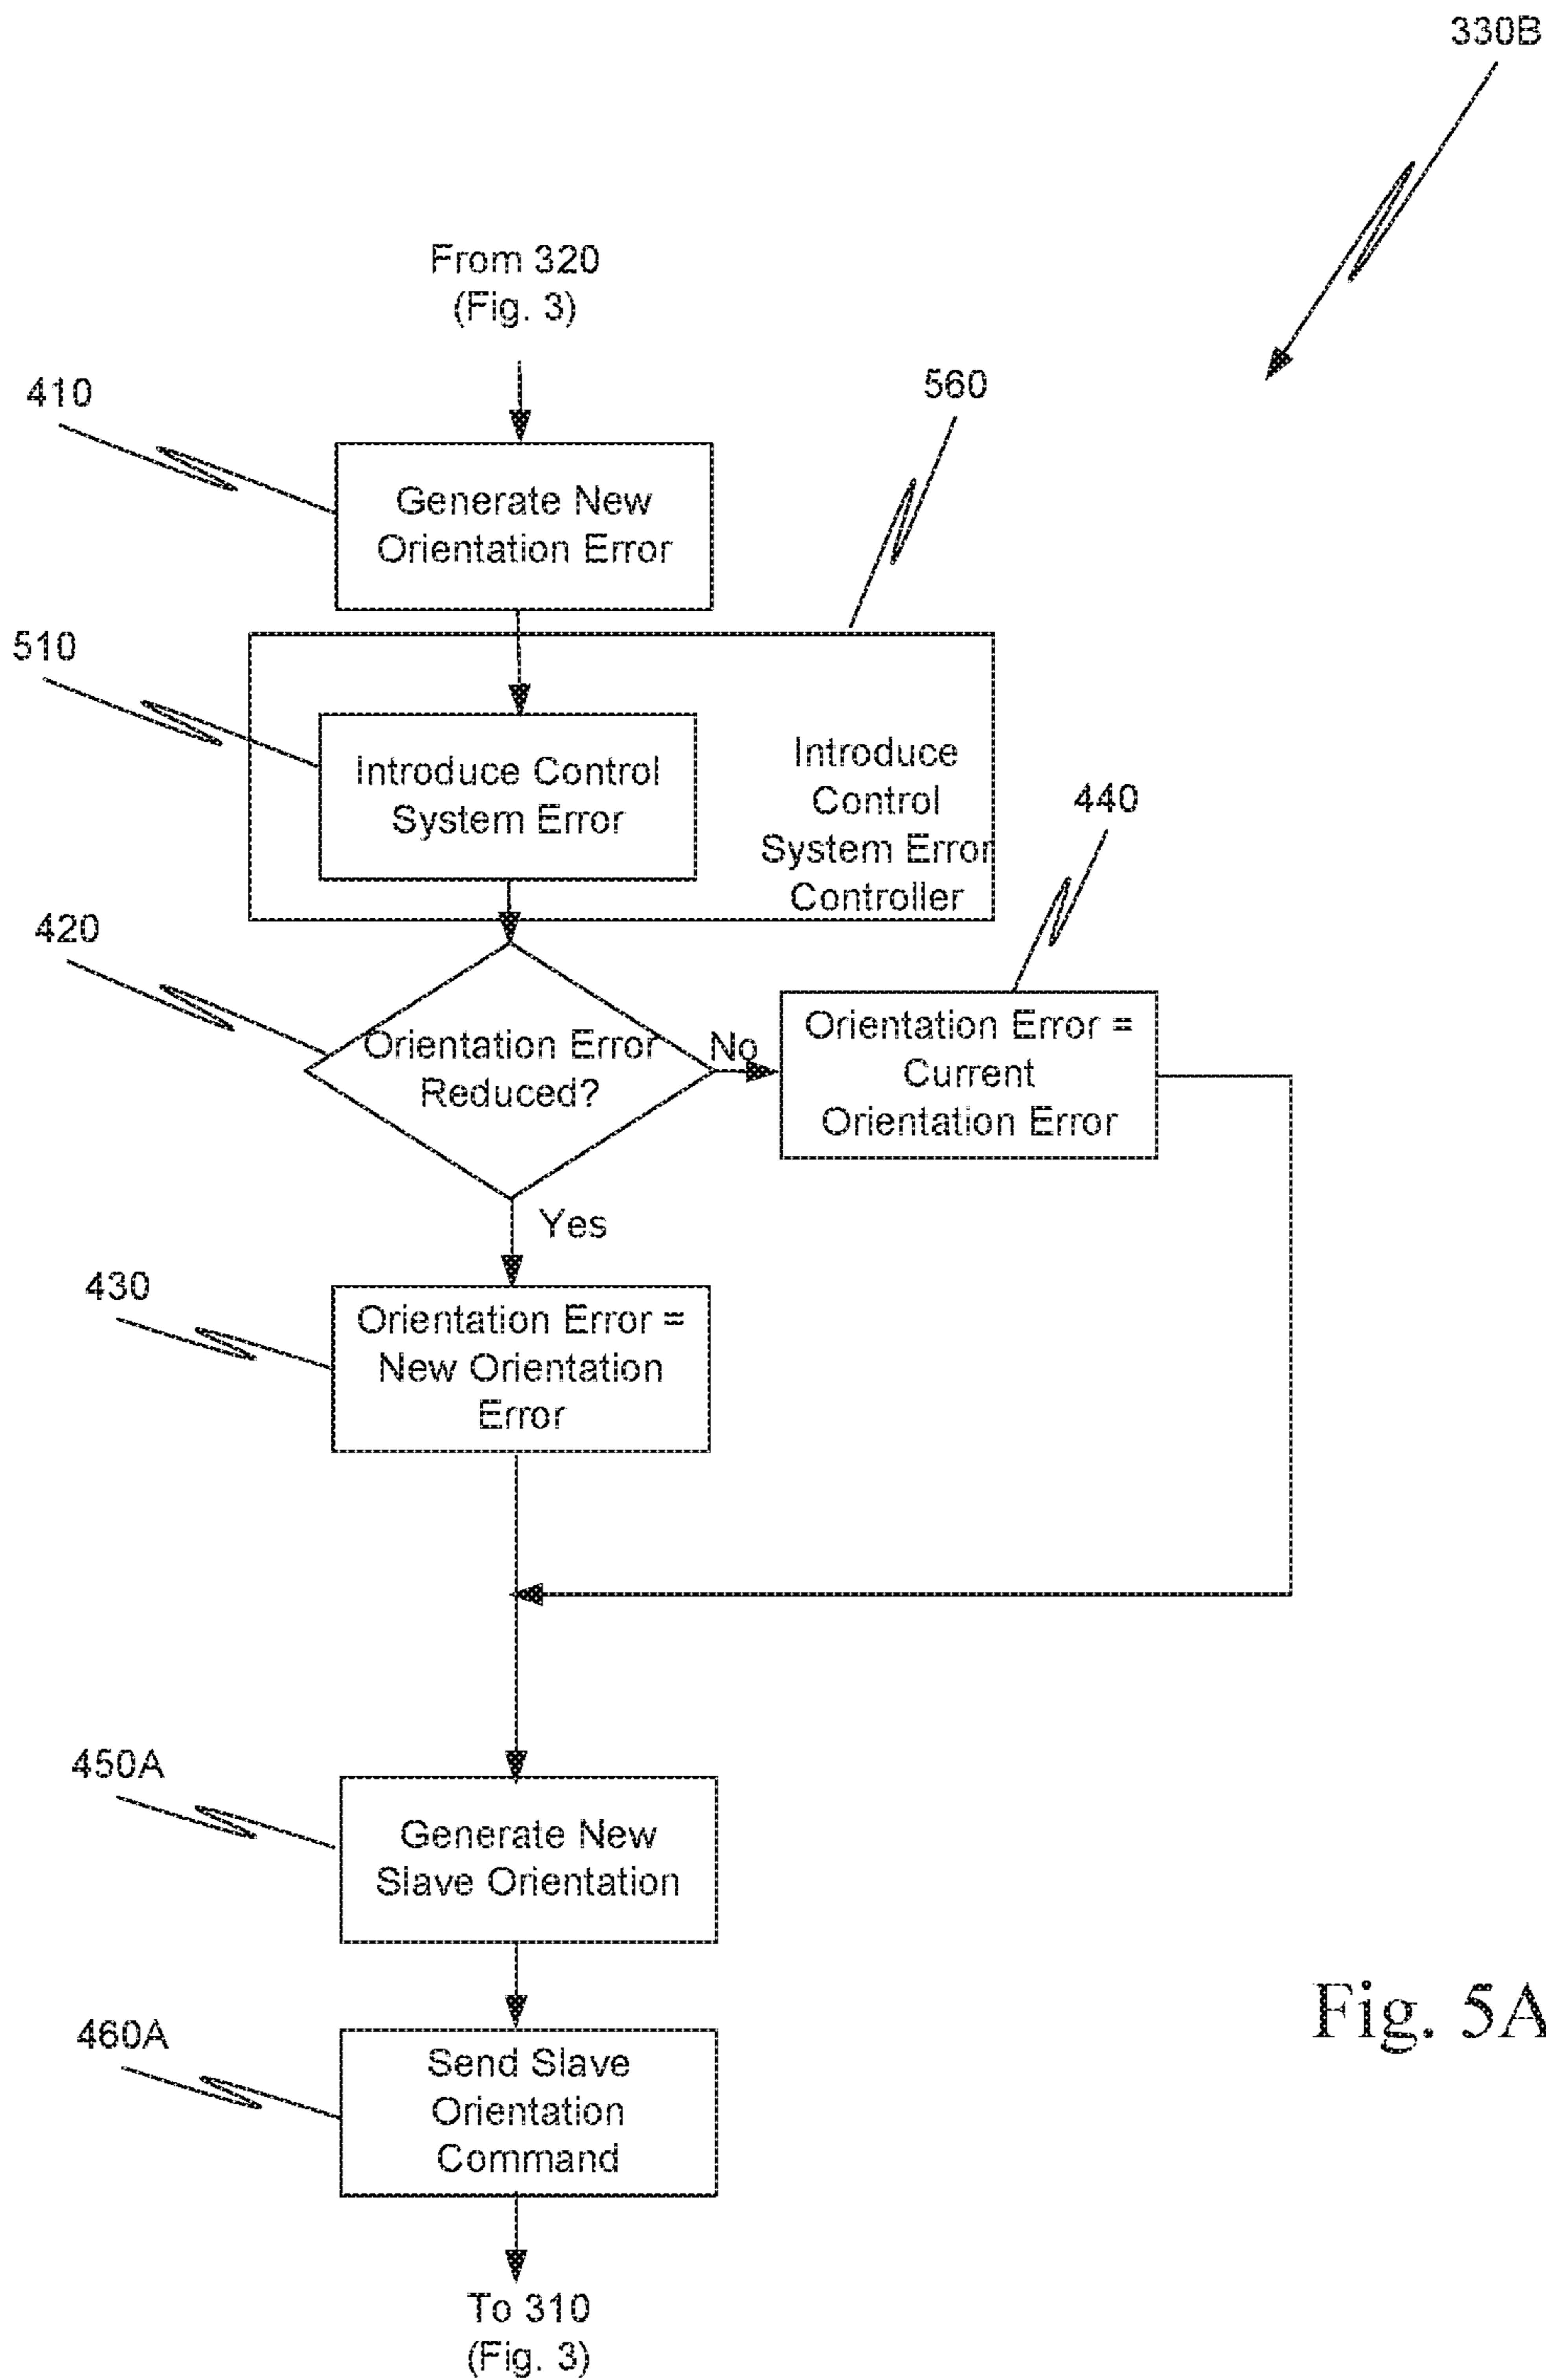 330B
From 320
(Fig. 3)
410
560
Generate New
Orientation Error
510
Introduce Control
System Error
Introduce
Control
System Error
Controller
440
420
Orientation Error
Reduced?
No
Orientation Error =
Current
Orientation Error
Yes
430
Orientation Error =
New Orientation
Error
450A
Generate New
Slave Orientation
460A
Send Slave
Orientation
Command
Fig. 5A
To 310
(Fig. 3)